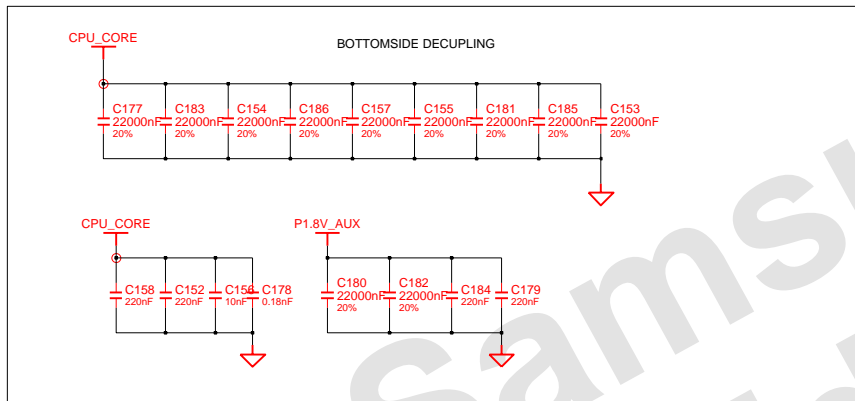 CPU_CORE
BOTTOMSIDE DECUPLING
C177 C183 C154 C186 C157 C155 C181 C185 C153
22000nF 22000nF 22000nF 22000nF 22000nF 22000nF 22000nF 22000nF 22000nF
20% 20% 20% 20% 20% 20% 20% 20% 20%
CPU_CORE P1.8V_AUX
C158 C152 C156 C178 C180 C182 C184 C179
220nF 220nF 10nF 0.18nF 22000nF 22000nF 220nF 220nF
20% 20%
Samsu